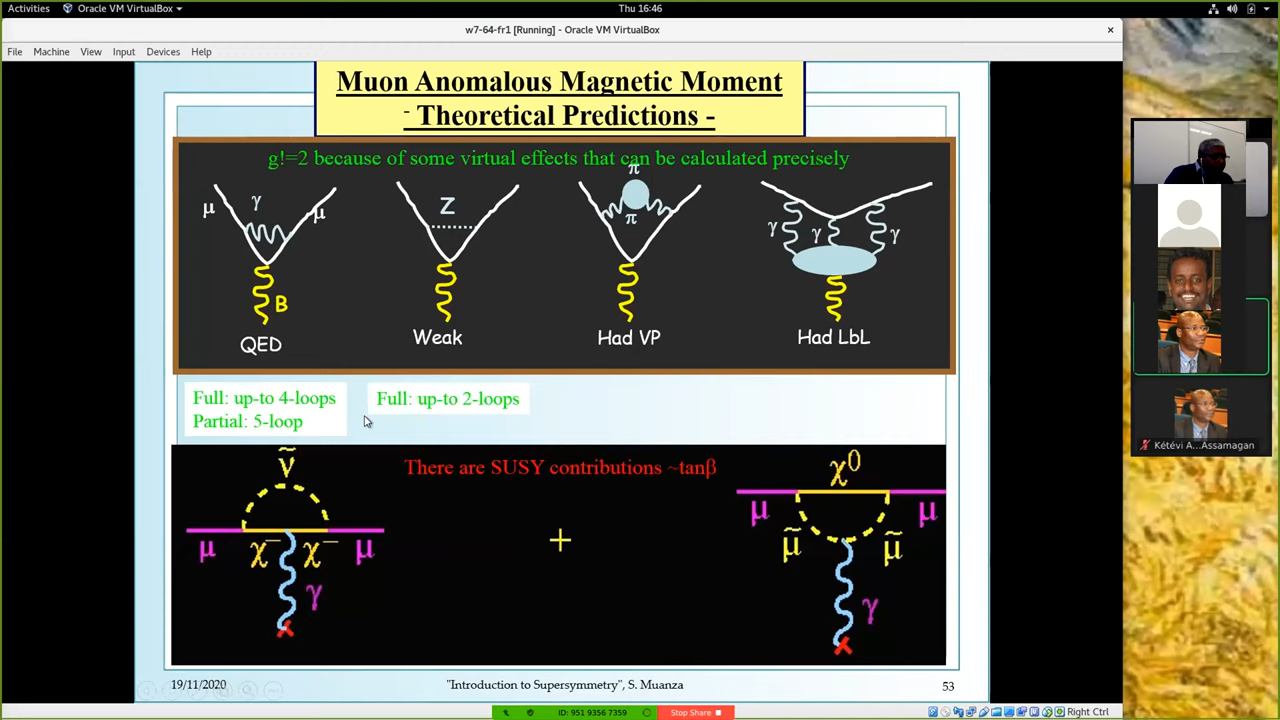 Activities
Oracle VM VirtualBox
Thu 16:46
w7-64-fr1 [Running] - Oracle VM VirtualBox
File Machine View Input Devices Help
Muon Anomalous Magnetic Moment
- Theoretical Predictions -
g!=2 because of some virtual effects that can be calculated precisely
μ γ μ
B
QED
Z
Weak
π
π
Had VP
γ γ γ
Had LbL
Full: up-to 4-loops
Partial: 5-loop
Full: up-to 2-loops
There are SUSY contributions ~tanβ
ν̃
μ χ⁻ χ⁻ μ
γ
+
χ⁰
μ μ
μ̃ μ̃
γ
19/11/2020
"Introduction to Supersymmetry", S. Muanza
53
Kétévi A...Assamagan
ID: 951 9356 7359
Stop Share
Right Ctrl